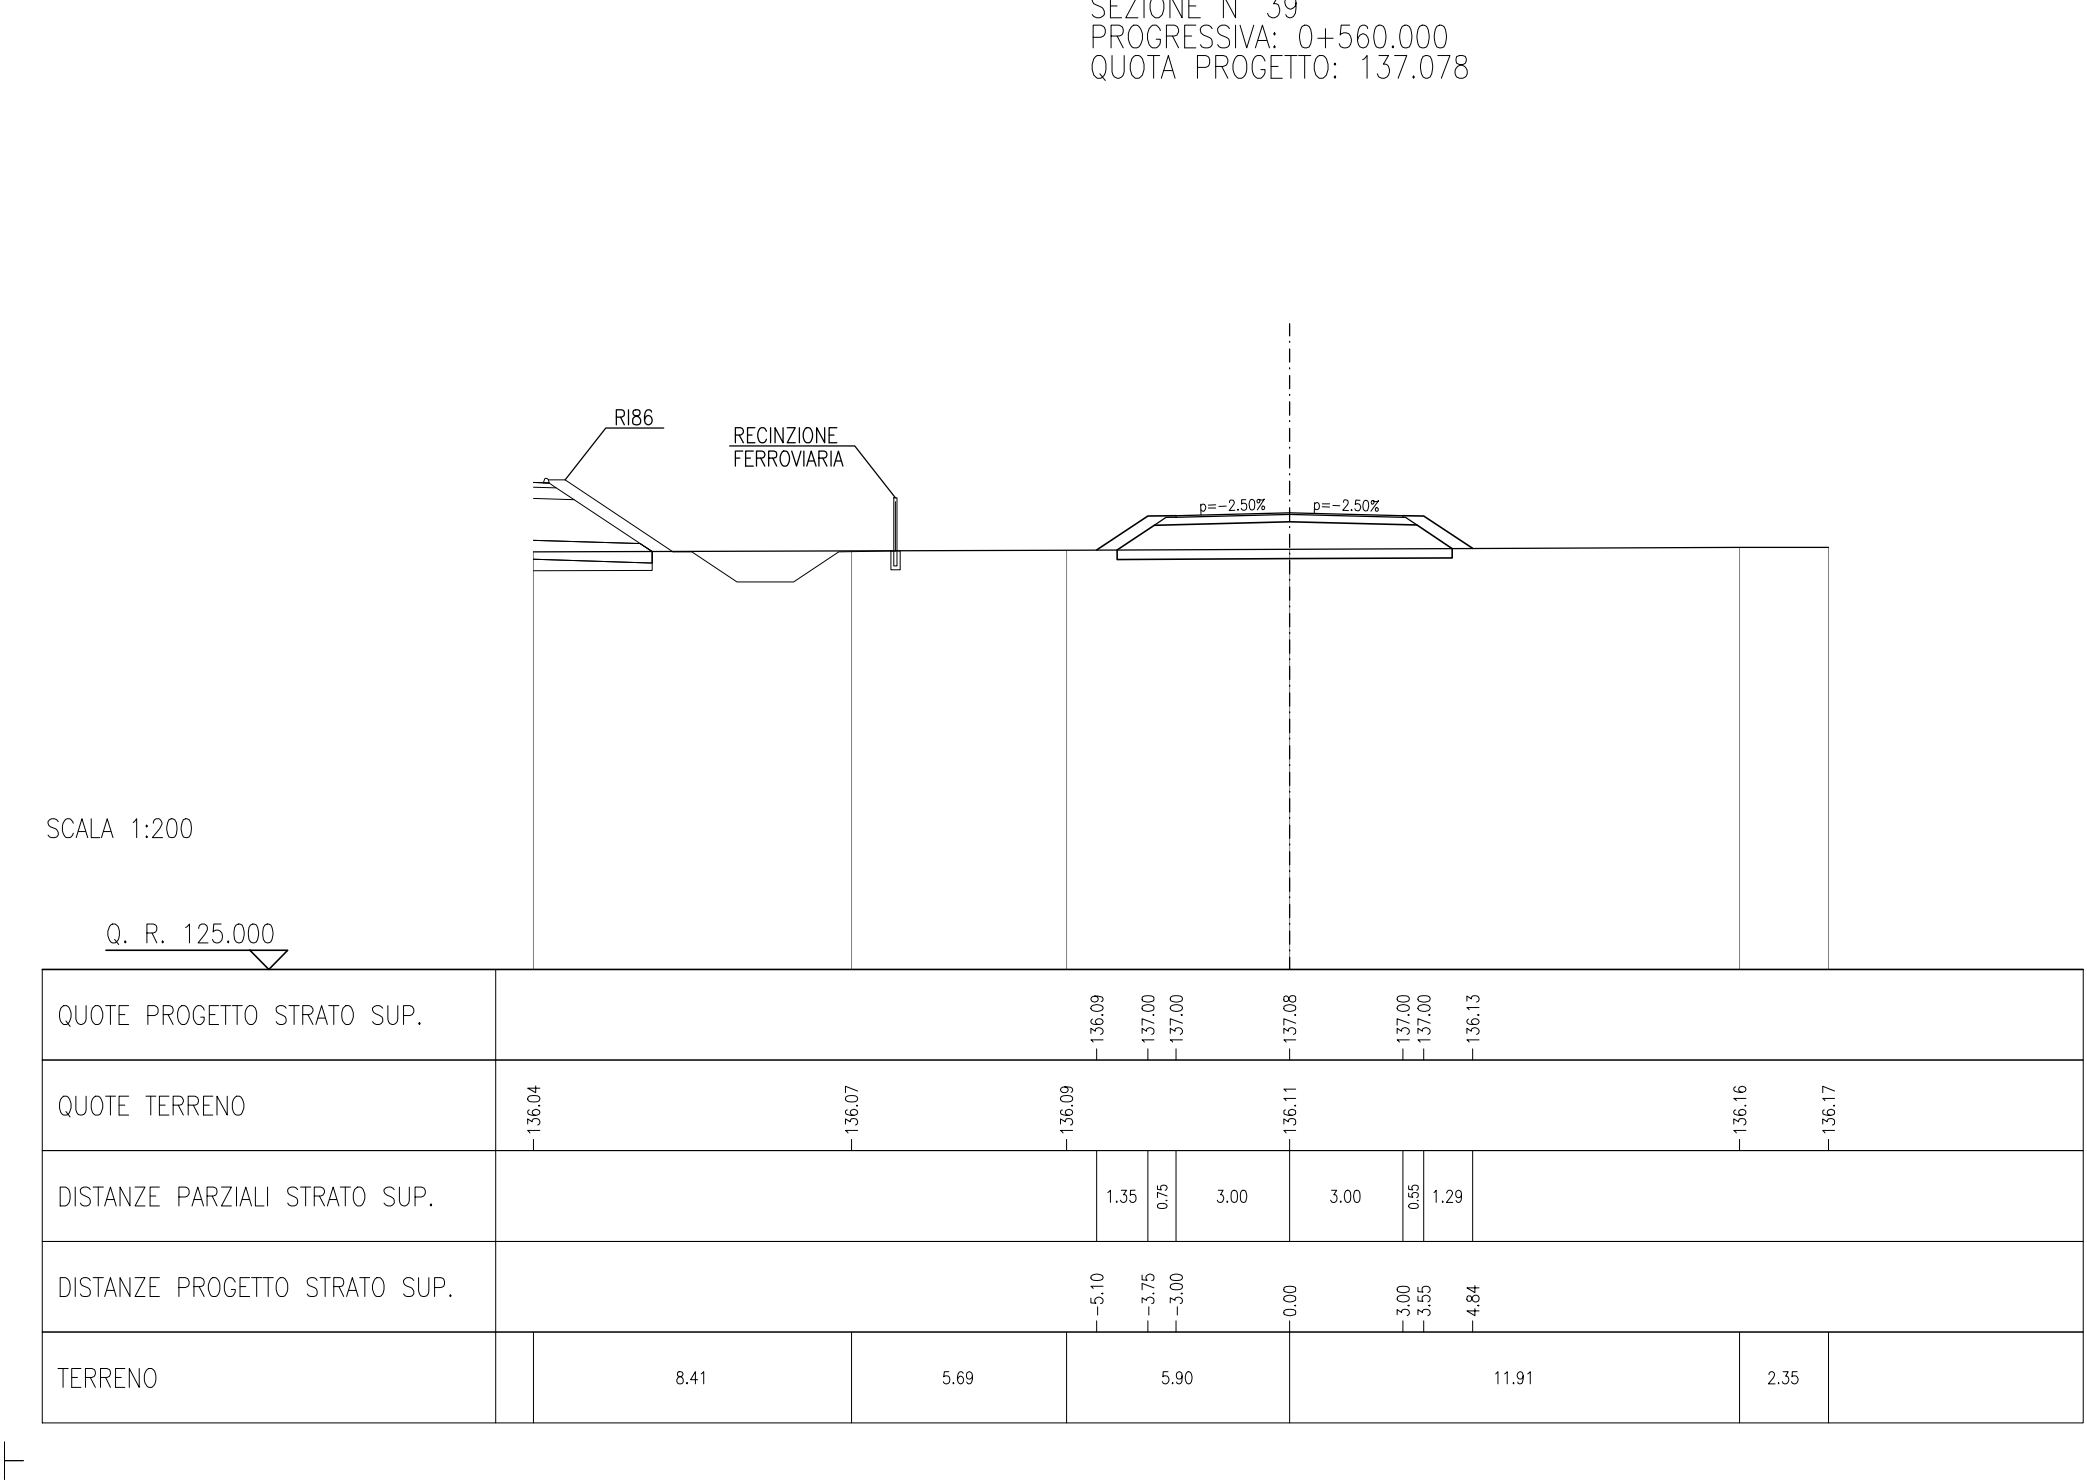 SEZIONE N 39
PROGRESSIVA: 0+560.000
QUOTA PROGETTO: 137.078
RI86
RECINZIONE
FERROVIARIA
p=-2.50% p=-2.50%
SCALA 1:200
Q. R. 125.000
QUOTE PROGETTO STRATO SUP. 136.09 137.00 137.00 137.08 137.00 137.00 136.13
QUOTE TERRENO 136.04 136.07 136.09 136.11 136.16 136.17
DISTANZE PARZIALI STRATO SUP. 1.35 0.75 3.00 3.00 0.55 1.29
DISTANZE PROGETTO STRATO SUP. -5.10 -3.75 -3.00 0.00 3.00 3.55 4.84
TERRENO 8.41 5.69 5.90 11.91 2.35